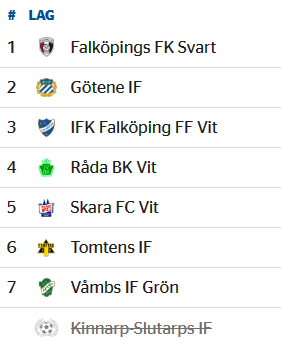 # LAG
1 Falköpings FK Svart
2 Götene IF
3 IFK Falköping FF Vit
4 Råda BK Vit
5 Skara FC Vit
6 Tomtens IF
7 Våmbs IF Grön
Kinnarp-Slutarps IF